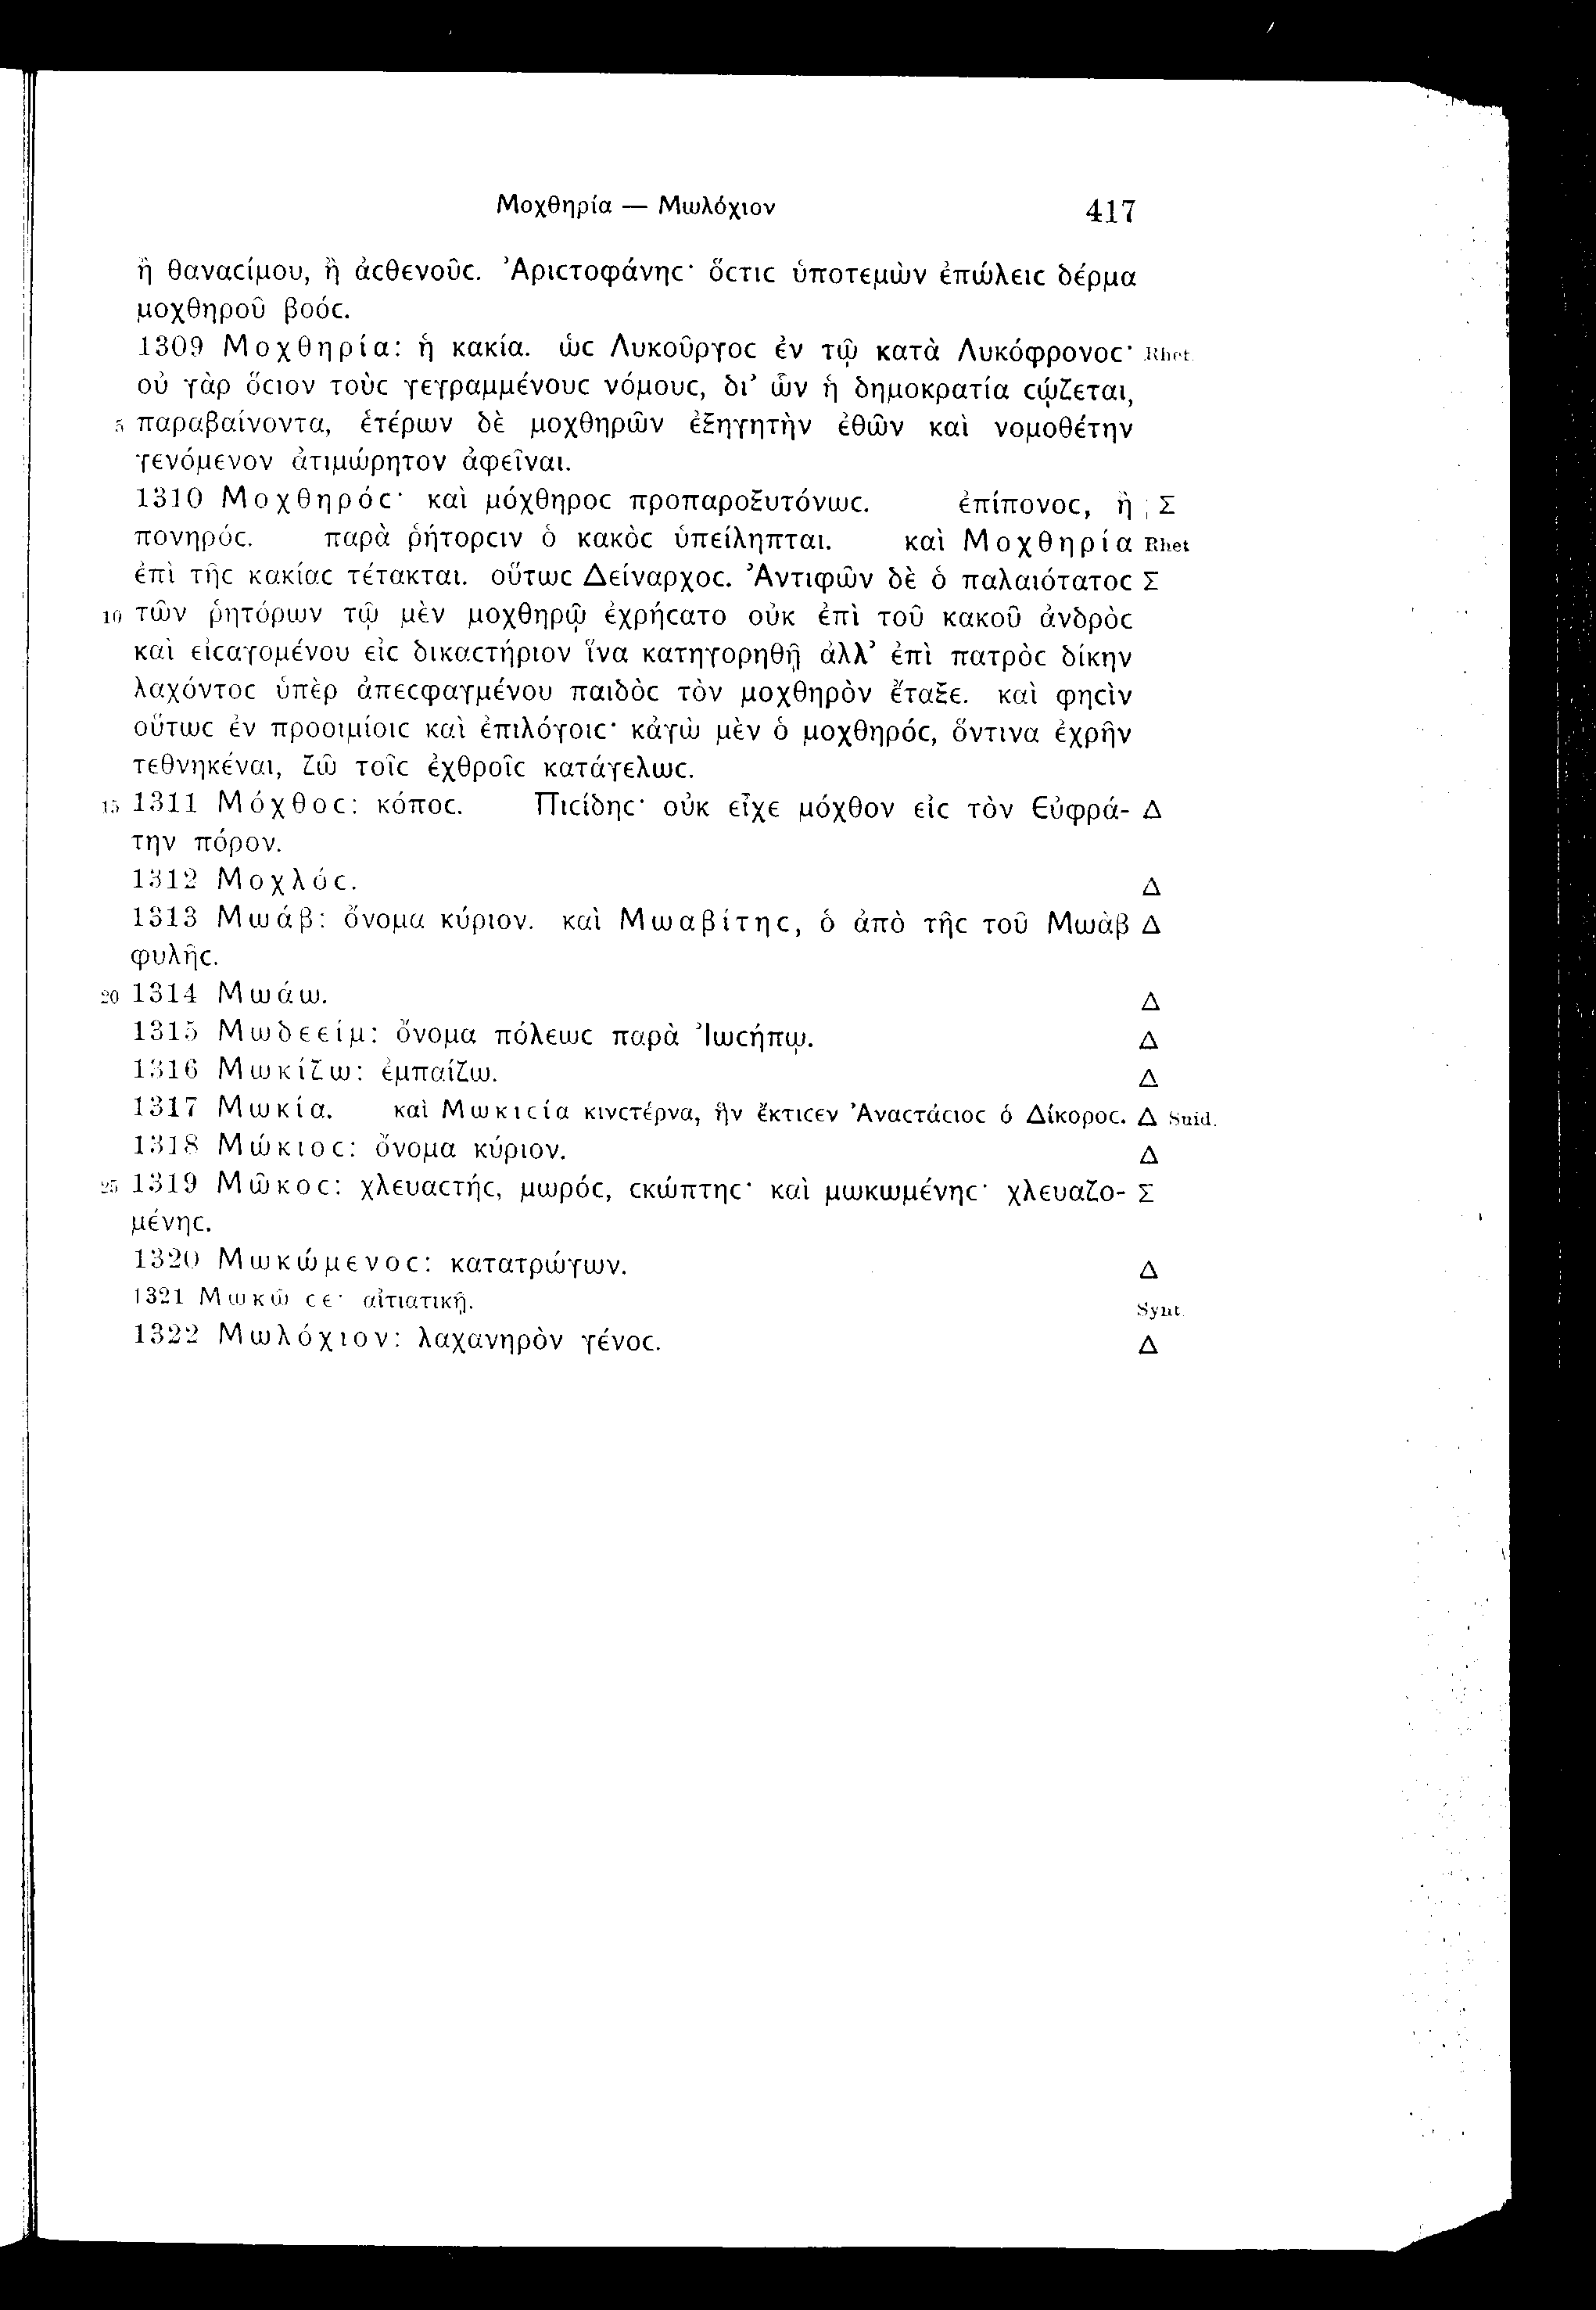 Μοχθηρία — Μωλόχιον 417
ἢ θαναϲίμου, ἢ ἀϲθενοῦϲ. Ἀριϲτοφάνηϲ· ὅϲτιϲ ὑποτεμὼν ἐπώλειϲ δέρμα
μοχθηροῦ βοόϲ.
1309 Μοχθηρία: ἡ κακία. ὡϲ Λυκοῦργοϲ ἐν τῷ κατὰ Λυκόφρονοϲ· Rhet.
οὐ γὰρ ὅϲιον τοὺϲ γεγραμμένουϲ νόμουϲ, δι’ ὧν ἡ δημοκρατία ϲῴζεται,
5 παραβαίνοντα, ἑτέρων δὲ μοχθηρῶν ἐξηγητὴν ἐθῶν καὶ νομοθέτην
γενόμενον ἀτιμώρητον ἀφεῖναι.
1310 Μοχθηρόϲ· καὶ μόχθηροϲ προπαροξυτόνωϲ. ἐπίπονοϲ, ἢ ; Σ
πονηρόϲ. παρὰ ῥήτορϲιν ὁ κακὸϲ ὑπείληπται. καὶ Μοχθηρία Rhet
ἐπὶ τῆϲ κακίαϲ τέτακται. οὕτωϲ Δείναρχοϲ. Ἀντιφῶν δὲ ὁ παλαιότατοϲ Σ
10 τῶν ῥητόρων τῷ μὲν μοχθηρῷ ἐχρήϲατο οὐκ ἐπὶ τοῦ κακοῦ ἀνδρὸϲ
καὶ εἰϲαγομένου εἰϲ δικαϲτήριον ἵνα κατηγορηθῇ ἀλλ’ ἐπὶ πατρὸϲ δίκην
λαχόντοϲ ὑπὲρ ἀπεϲφαγμένου παιδὸϲ τὸν μοχθηρὸν ἔταξε. καὶ φηϲὶν
οὕτωϲ ἐν προοιμίοιϲ καὶ ἐπιλόγοιϲ· κἀγὼ μὲν ὁ μοχθηρόϲ, ὅντινα ἐχρῆν
τεθνηκέναι, ζῶ τοῖϲ ἐχθροῖϲ κατάγελωϲ.
15 1311 Μόχθοϲ: κόποϲ. Πιϲίδηϲ· οὐκ εἶχε μόχθον εἰϲ τὸν Εὐφρά- Δ
την πόρον.
1312 Μοχλόϲ. Δ
1313 Μωάβ: ὄνομα κύριον. καὶ Μωαβίτηϲ, ὁ ἀπὸ τῆϲ τοῦ Μωὰβ Δ
φυλῆϲ.
20 1314 Μωάω. Δ
1315 Μωδεείμ: ὄνομα πόλεωϲ παρὰ Ἰωϲήπῳ. Δ
1316 Μωκίζω: ἐμπαίζω. Δ
1317 Μωκία. καὶ Μωκιϲία κινϲτέρνα, ἣν ἔκτιϲεν Ἀναϲτάϲιοϲ ὁ Δίκοροϲ. Δ Suid.
1318 Μώκιοϲ: ὄνομα κύριον. Δ
25 1319 Μῶκοϲ: χλευαϲτήϲ, μωρόϲ, ϲκώπτηϲ· καὶ μωκωμένηϲ· χλευαζο- Σ
μένηϲ.
1320 Μωκώμενοϲ: κατατρώγων. Δ
1321 Μωκῶ ϲε· αἰτιατικῇ. Synt.
1322 Μωλόχιον: λαχανηρὸν γένοϲ. Δ